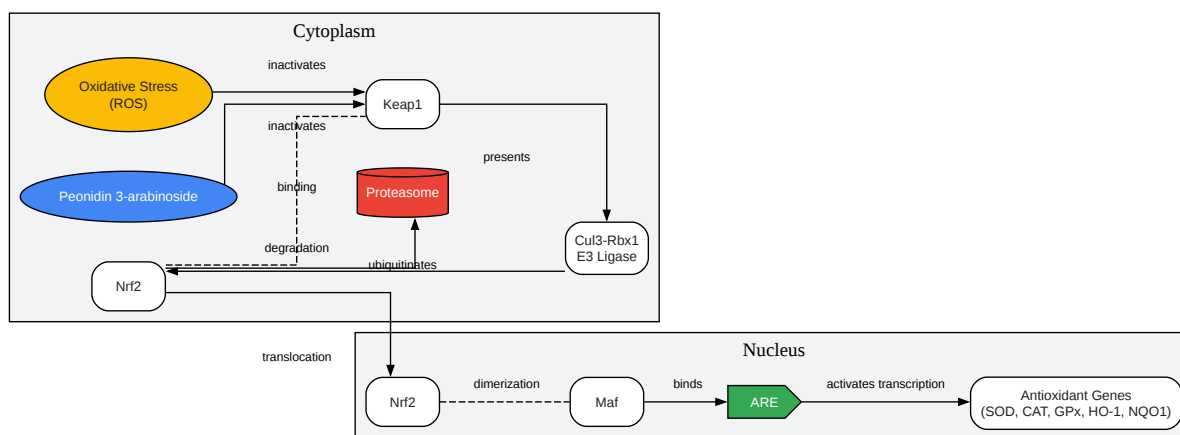 Cytoplasm
inactivates
Oxidative Stress
(ROS)
Keap1
inactivates
presents
binding
Peonidin 3-arabinoside
Proteasome
Cul3-Rbx1
E3 Ligase
degradation
ubiquitinates
Nrf2
translocation
Nucleus
Nrf2
dimerization
Maf
binds
ARE
activates transcription
Antioxidant Genes
(SOD, CAT, GPx, HO-1, NQO1)